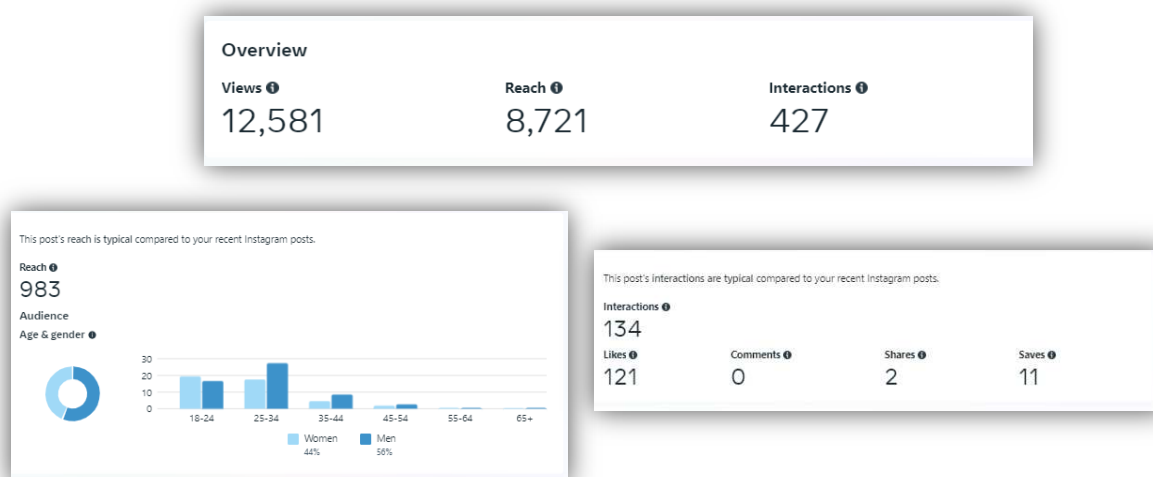 Overview
Views Reach Interactions
12,581 8,721 427
This post's reach is typical compared to your recent Instagram posts.
Reach
983
Audience
Age & gender
30
20
10
0
18-24 25-34 35-44 45-54 55-64 65+
Women Men
44% 56%
This post's interactions are typical compared to your recent Instagram posts.
Interactions
134
Likes Comments Shares Saves
121 0 2 11